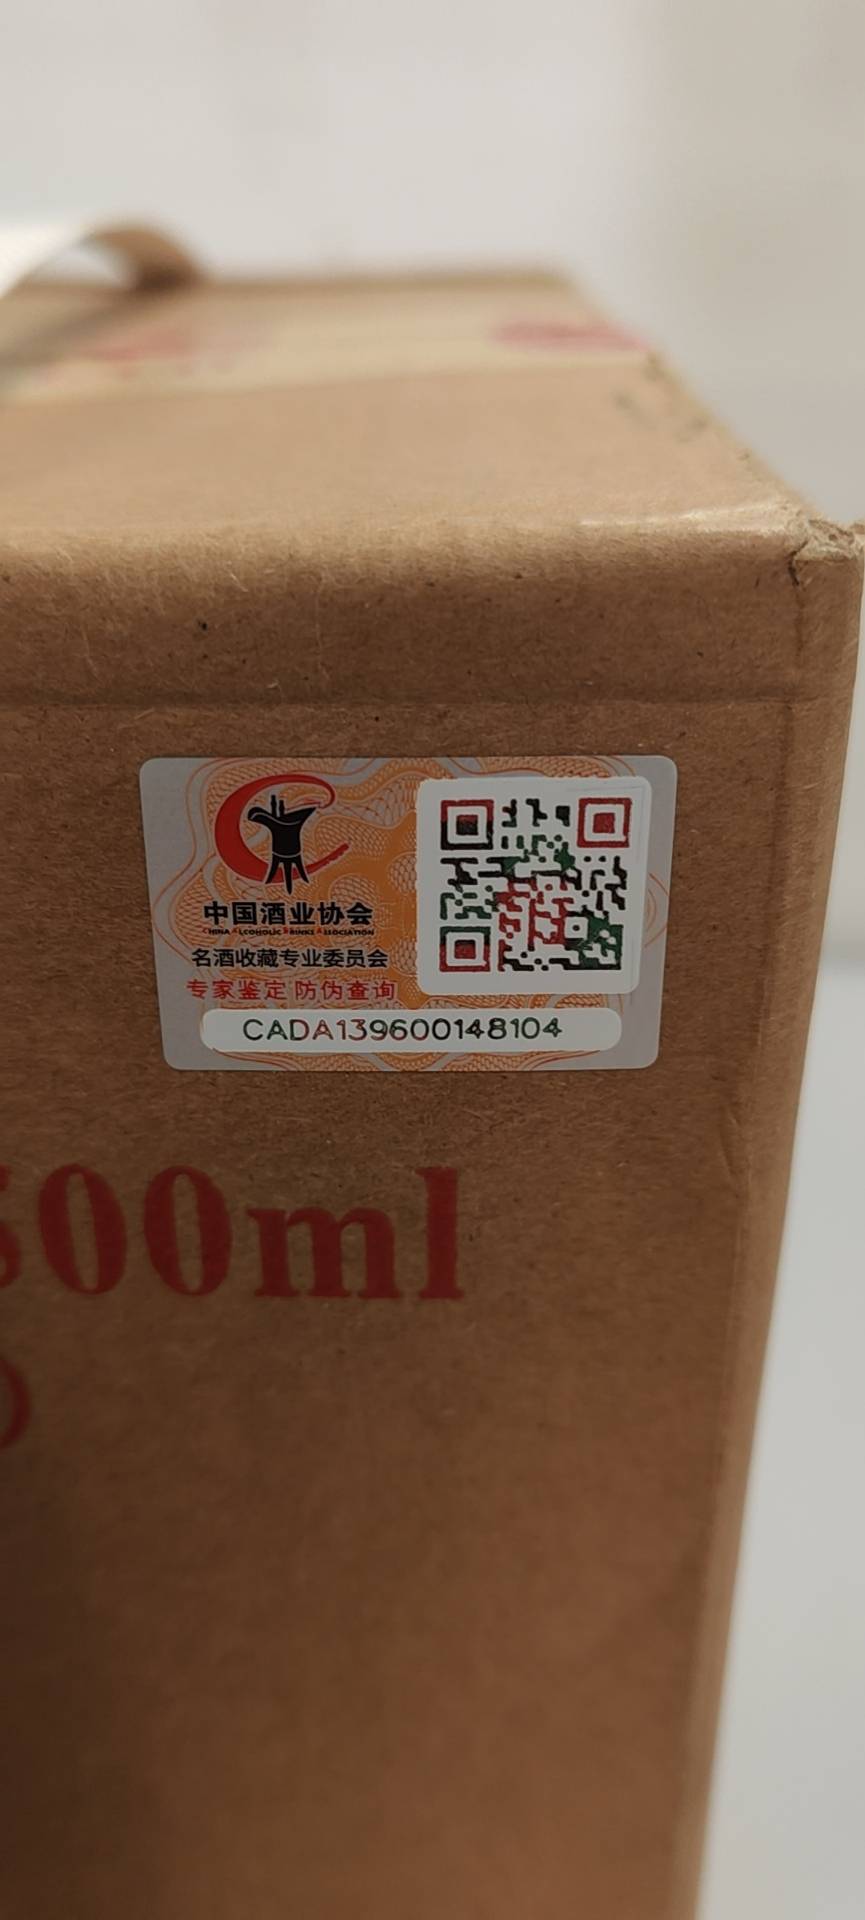 中国酒业协会
CHINA ALCOHOLIC DRINKS ASSOCIATION
名酒收藏专业委员会
专家鉴定 防伪查询
CADA139600148104
500ml
)